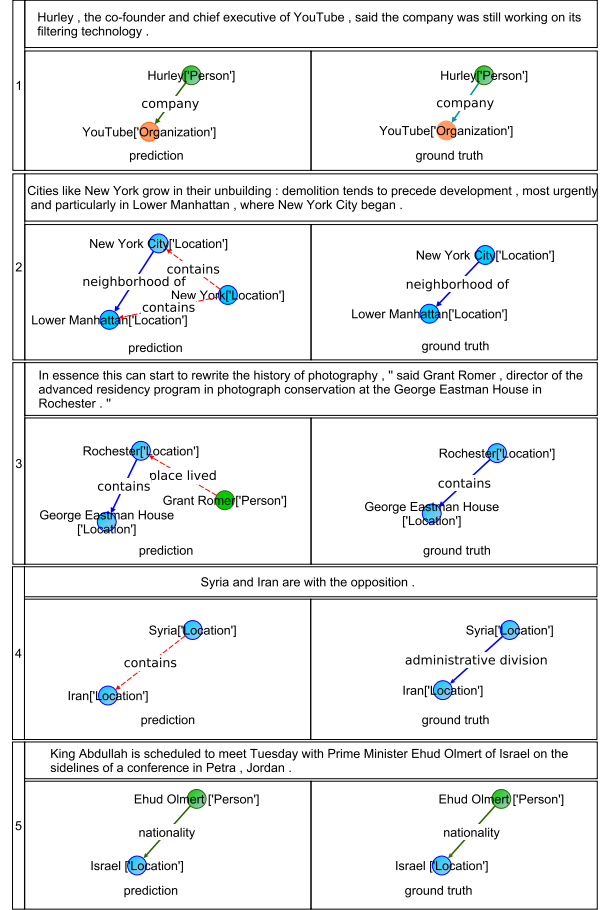 Hurley , the co-founder and chief executive of YouTube , said the company was still working on its
filtering technology .
1
Hurley['Person']
company
YouTube['Organization']
prediction
Hurley['Person']
company
YouTube['Organization']
ground truth
Cities like New York grow in their unbuilding : demolition tends to precede development , most urgently
and particularly in Lower Manhattan , where New York City began .
2
New York City['Location']
contains
neighborhood of
New York['Location']
contains
Lower Manhattan['Location']
prediction
New York City['Location']
neighborhood of
Lower Manhattan['Location']
ground truth
In essence this can start to rewrite the history of photography , '' said Grant Romer , director of the
advanced residency program in photograph conservation at the George Eastman House in
Rochester . ''
3
Rochester['Location']
place lived
contains
Grant Romer['Person']
George Eastman House
['Location']
prediction
Rochester['Location']
contains
George Eastman House
['Location']
ground truth
Syria and Iran are with the opposition .
4
Syria['Location']
contains
Iran['Location']
prediction
Syria['Location']
administrative division
Iran['Location']
ground truth
King Abdullah is scheduled to meet Tuesday with Prime Minister Ehud Olmert of Israel on the
sidelines of a conference in Petra , Jordan .
5
Ehud Olmert ['Person']
nationality
Israel ['Location']
prediction
Ehud Olmert ['Person']
nationality
Israel ['Location']
ground truth